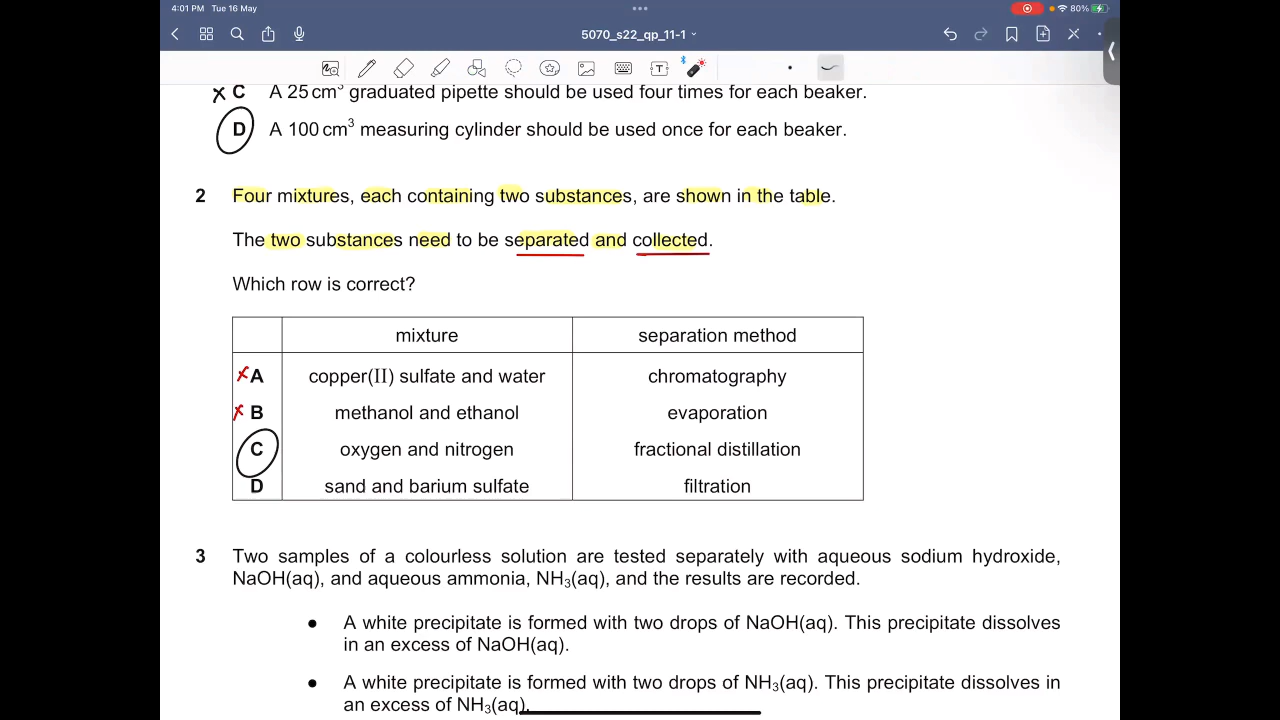 4:01 PM Tue 16 May
80%
5070_s22_qp_11-1
x C A 25 cm³ graduated pipette should be used four times for each beaker.
D A 100 cm³ measuring cylinder should be used once for each beaker.
2 Four mixtures, each containing two substances, are shown in the table.
The two substances need to be separated and collected.
Which row is correct?
mixture separation method
x A copper(II) sulfate and water chromatography
x B methanol and ethanol evaporation
C oxygen and nitrogen fractional distillation
D sand and barium sulfate filtration
3 Two samples of a colourless solution are tested separately with aqueous sodium hydroxide,
NaOH(aq), and aqueous ammonia, NH₃(aq), and the results are recorded.
● A white precipitate is formed with two drops of NaOH(aq). This precipitate dissolves
in an excess of NaOH(aq).
● A white precipitate is formed with two drops of NH₃(aq). This precipitate dissolves in
an excess of NH₃(aq).